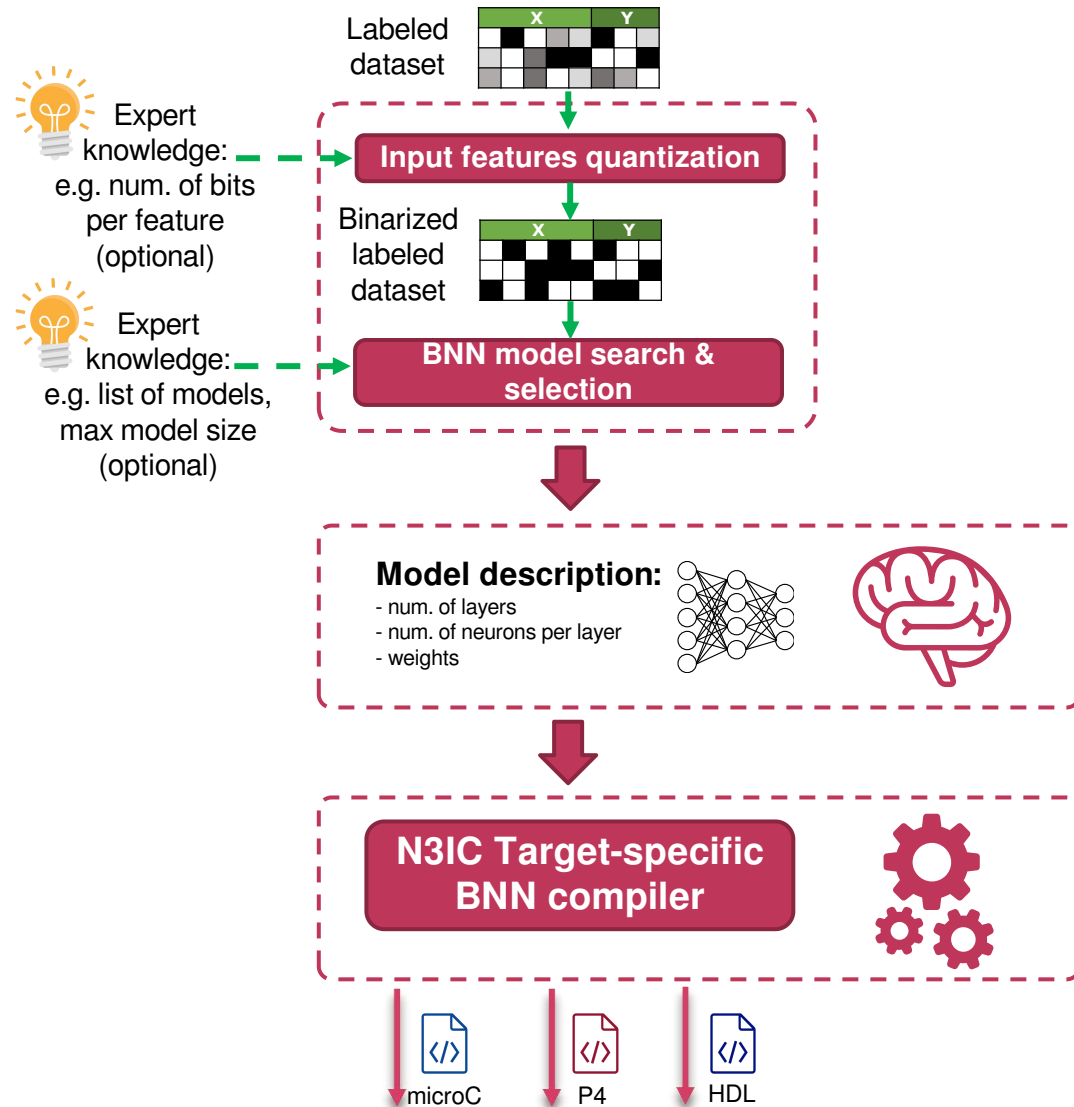 Labeled
dataset
X Y
Expert
knowledge:
e.g. num. of bits
per feature
(optional)
Input features quantization
Binarized
labeled
dataset
X Y
Expert
knowledge:
e.g. list of models,
max model size
(optional)
BNN model search &
selection
Model description:
- num. of layers
- num. of neurons per layer
- weights
N3IC Target-specific
BNN compiler
</>
microC
</>
P4
</>
HDL